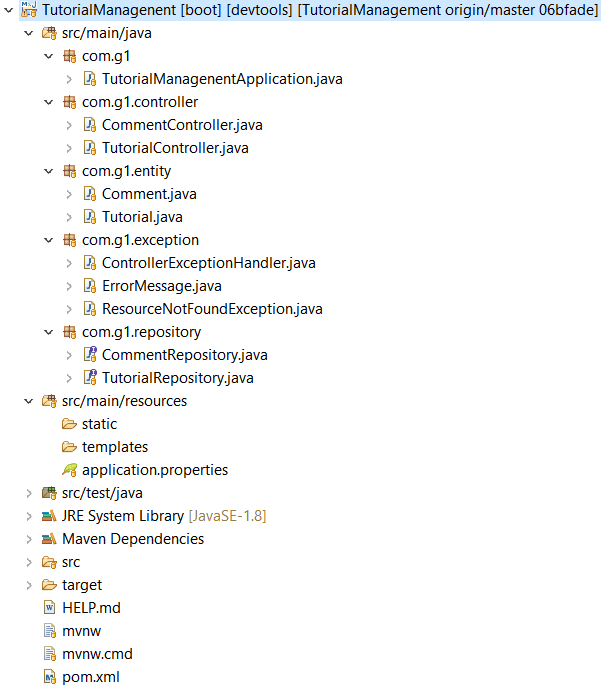 TutorialManagenent [boot] [devtools] [TutorialManagement origin/master 06bfade]
src/main/java
com.g1
TutorialManagenentApplication.java
com.g1.controller
CommentController.java
TutorialController.java
com.g1.entity
Comment.java
Tutorial.java
com.g1.exception
ControllerExceptionHandler.java
ErrorMessage.java
ResourceNotFoundException.java
com.g1.repository
CommentRepository.java
TutorialRepository.java
src/main/resources
static
templates
application.properties
src/test/java
JRE System Library [JavaSE-1.8]
Maven Dependencies
src
target
HELP.md
mvnw
mvnw.cmd
pom.xml